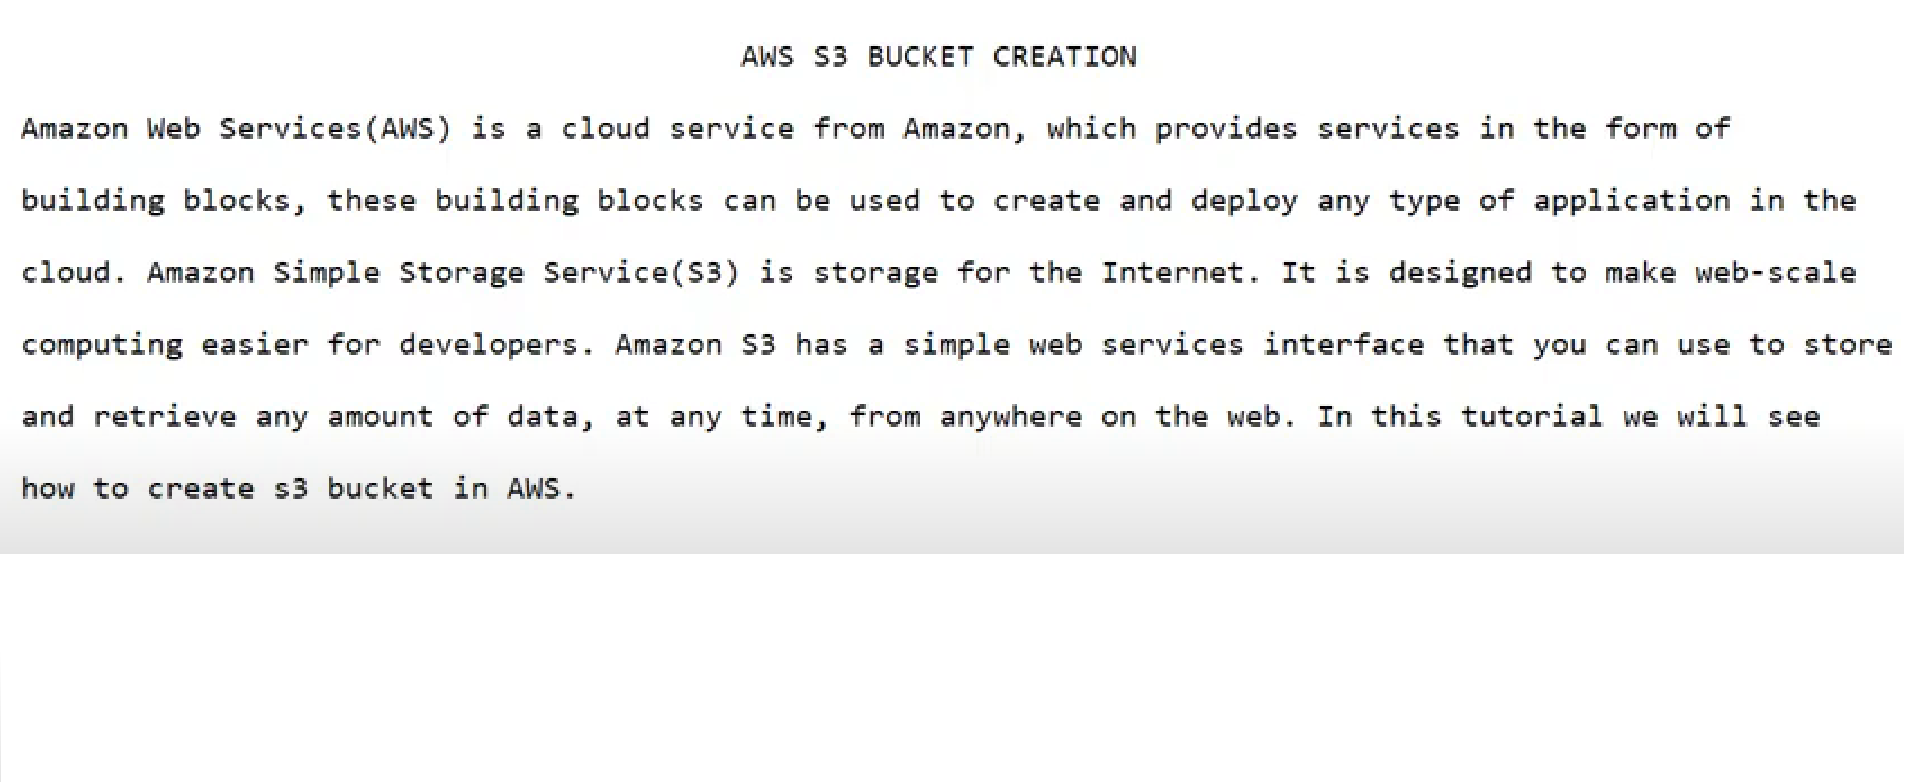 AWS S3 BUCKET CREATION
Amazon Web Services(AWS) is a cloud service from Amazon, which provides services in the form of
building blocks, these building blocks can be used to create and deploy any type of application in the
cloud. Amazon Simple Storage Service(S3) is storage for the Internet. It is designed to make web-scale
computing easier for developers. Amazon S3 has a simple web services interface that you can use to store
and retrieve any amount of data, at any time, from anywhere on the web. In this tutorial we will see
how to create s3 bucket in AWS.